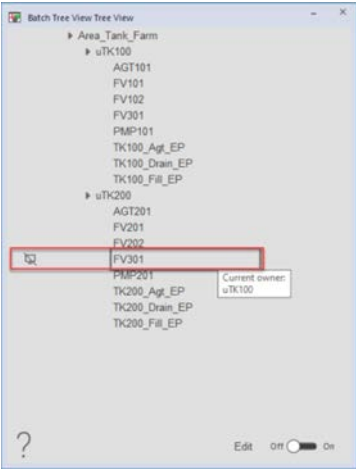 Batch Tree View Tree View
Area_Tank_Farm
uTK100
AGT101
FV101
FV102
FV301
PMP101
TK100_Agt_EP
TK100_Drain_EP
TK100_Fill_EP
uTK200
AGT201
FV201
FV202
FV301
PMP201
Current owner:
uTK100
TK200_Agt_EP
TK200_Drain_EP
TK200_Fill_EP
? Edit Off On